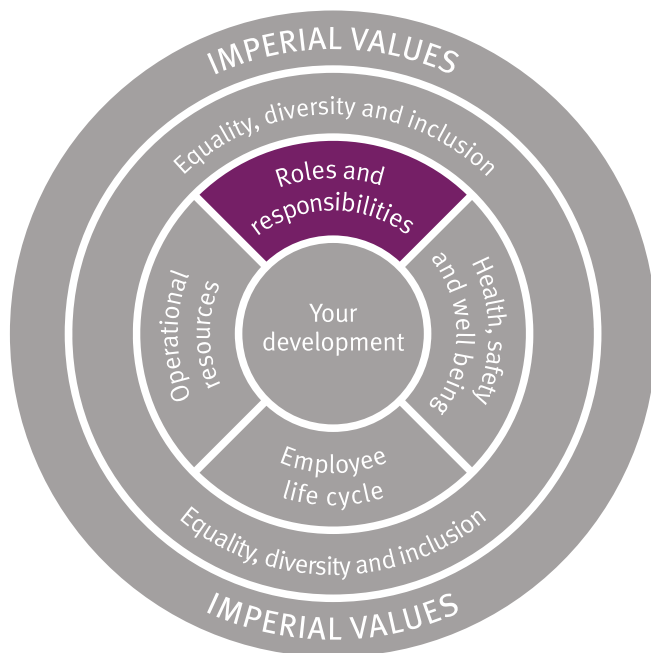 IMPERIAL VALUES
Equality, diversity and inclusion
Roles and
responsibilities
Operational
resources
Your
development
Health, safety
and well being
Employee
life cycle
Equality, diversity and inclusion
IMPERIAL VALUES